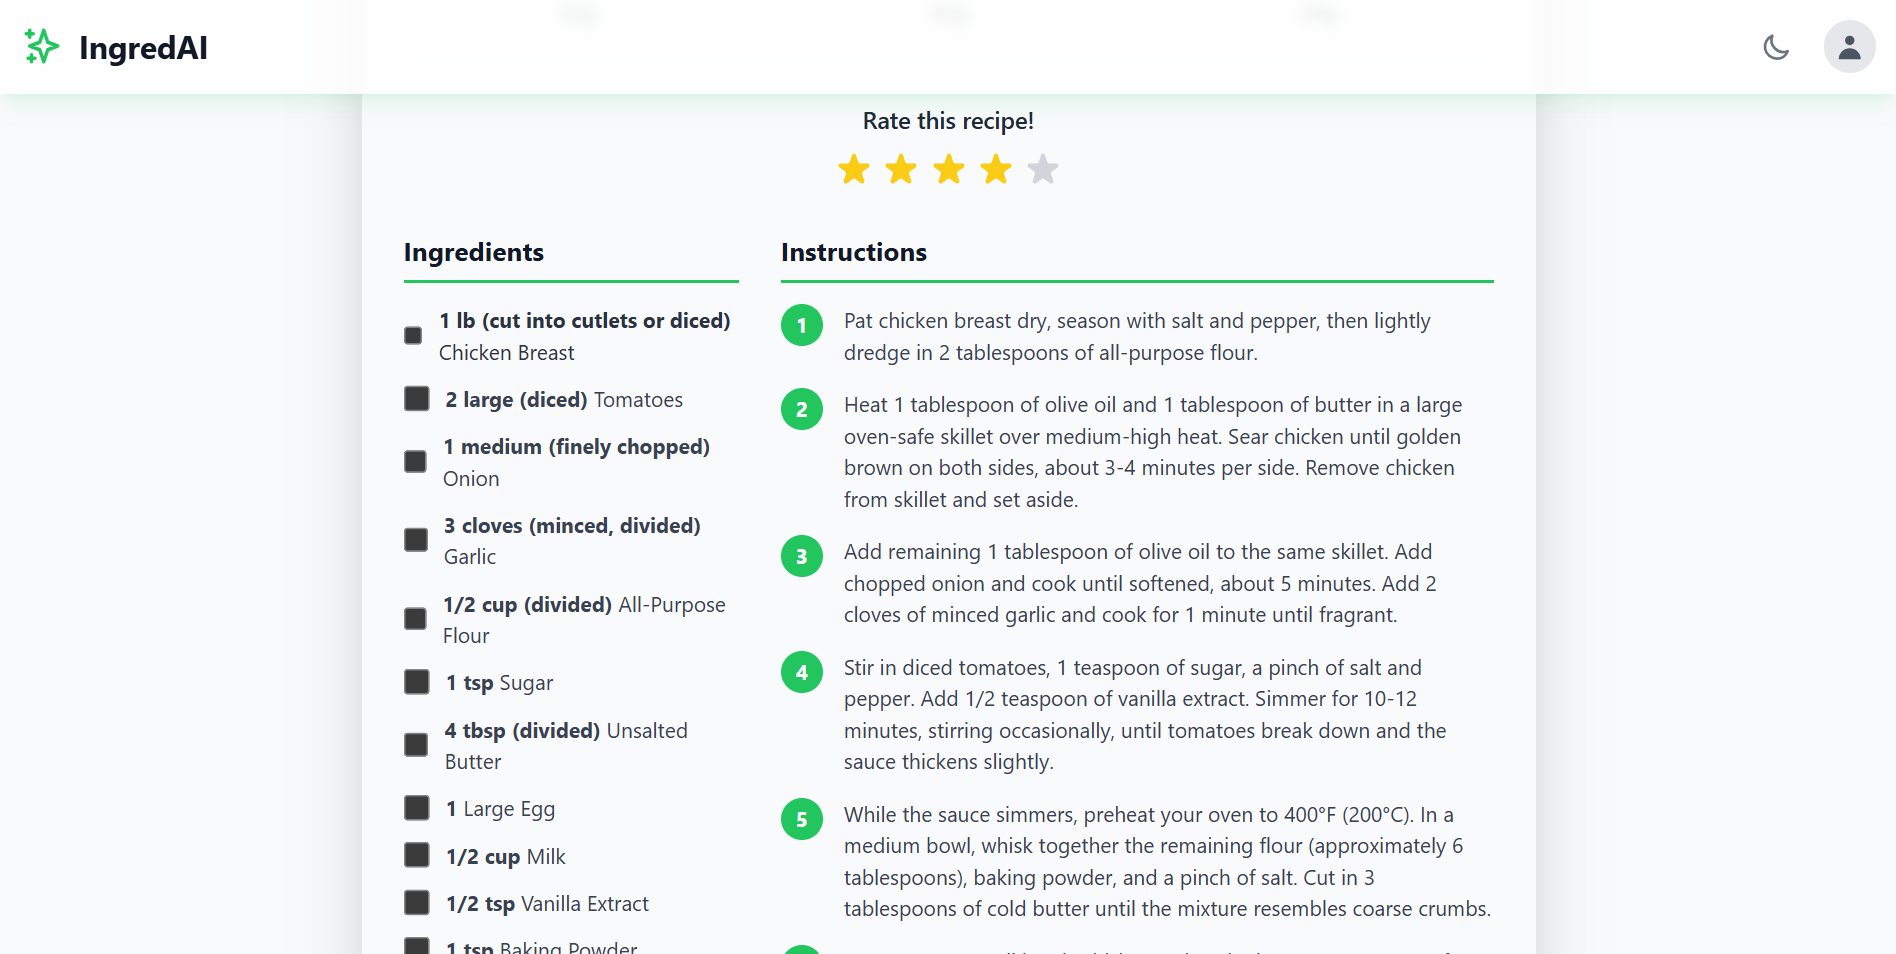 IngredAI
Rate this recipe!
Ingredients
1 lb (cut into cutlets or diced)
Chicken Breast
2 large (diced) Tomatoes
1 medium (finely chopped)
Onion
3 cloves (minced, divided)
Garlic
1/2 cup (divided) All-Purpose
Flour
1 tsp Sugar
4 tbsp (divided) Unsalted
Butter
1 Large Egg
1/2 cup Milk
1/2 tsp Vanilla Extract
1 tsp Baking Powder
Instructions
1 Pat chicken breast dry, season with salt and pepper, then lightly
dredge in 2 tablespoons of all-purpose flour.
2 Heat 1 tablespoon of olive oil and 1 tablespoon of butter in a large
oven-safe skillet over medium-high heat. Sear chicken until golden
brown on both sides, about 3-4 minutes per side. Remove chicken
from skillet and set aside.
3 Add remaining 1 tablespoon of olive oil to the same skillet. Add
chopped onion and cook until softened, about 5 minutes. Add 2
cloves of minced garlic and cook for 1 minute until fragrant.
4 Stir in diced tomatoes, 1 teaspoon of sugar, a pinch of salt and
pepper. Add 1/2 teaspoon of vanilla extract. Simmer for 10-12
minutes, stirring occasionally, until tomatoes break down and the
sauce thickens slightly.
5 While the sauce simmers, preheat your oven to 400°F (200°C). In a
medium bowl, whisk together the remaining flour (approximately 6
tablespoons), baking powder, and a pinch of salt. Cut in 3
tablespoons of cold butter until the mixture resembles coarse crumbs.